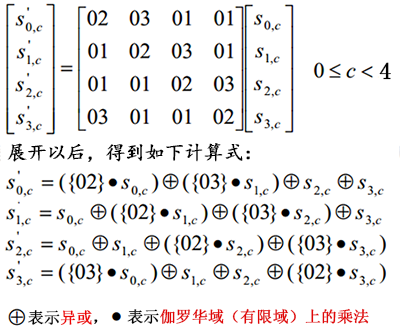 [s'0,c s'1,c s'2,c s'3,c] = [02 03 01 01; 01 02 03 01; 01 01 02 03; 03 01 01 02] [s0,c s1,c s2,c s3,c] 0 ≤ c < 4
展开以后，得到如下计算式：
s'0,c = ({02}•s0,c)⊕({03}•s1,c)⊕s2,c⊕s3,c
s'1,c = s0,c⊕({02}•s1,c)⊕({03}•s2,c)⊕s3,c
s'2,c = s0,c⊕s1,c⊕({02}•s2,c)⊕({03}•s3,c)
s'3,c = ({03}•s0,c)⊕s1,c⊕s2,c⊕({02}•s3,c)
⊕表示异或，● 表示伽罗华域（有限域）上的乘法